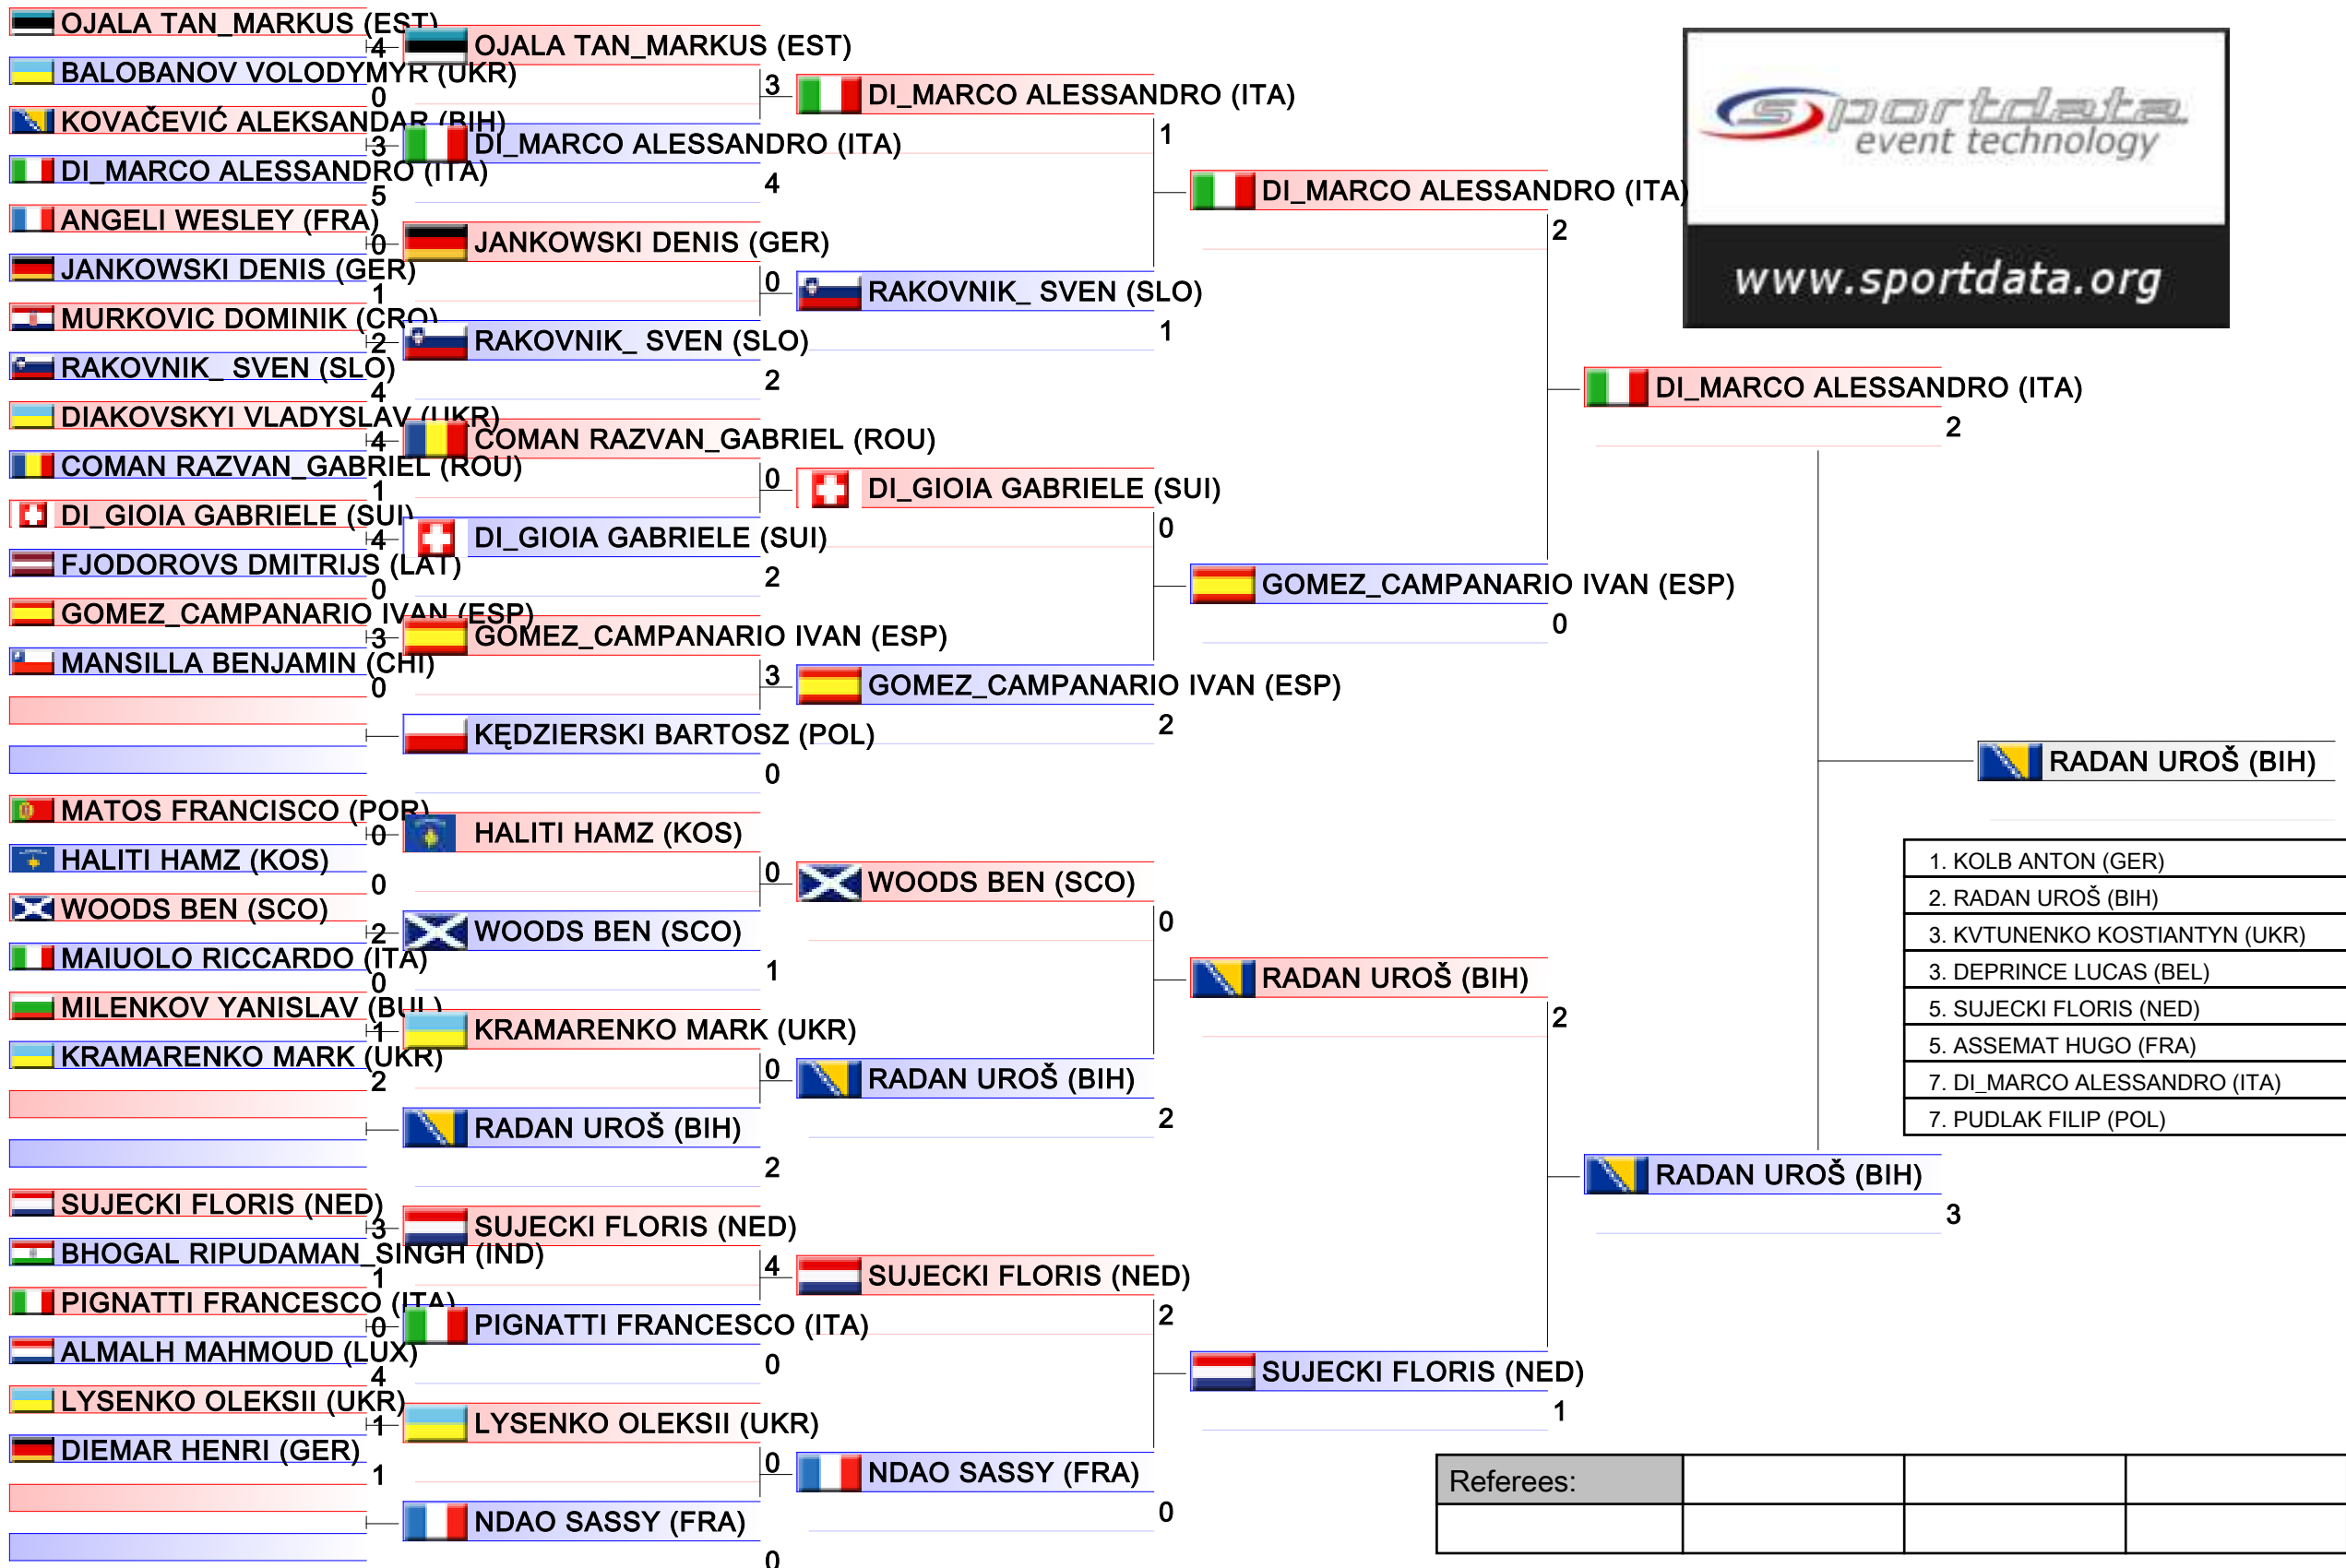 OJALA TAN_MARKUS (EST)
4
BALOBANOV VOLODYMYR (UKR)
0
KOVAČEVIĆ ALEKSANDAR (BIH)
3
DI_MARCO ALESSANDRO (ITA)
5
ANGELI WESLEY (FRA)
0
JANKOWSKI DENIS (GER)
1
MURKOVIC DOMINIK (CRO)
2
RAKOVNIK_ SVEN (SLO)
4
DIAKOVSKYI VLADYSLAV (UKR)
4
COMAN RAZVAN_GABRIEL (ROU)
1
DI_GIOIA GABRIELE (SUI)
4
FJODOROVS DMITRIJS (LAT)
0
GOMEZ_CAMPANARIO IVAN (ESP)
3
MANSILLA BENJAMIN (CHI)
0
MATOS FRANCISCO (POR)
0
HALITI HAMZ (KOS)
0
WOODS BEN (SCO)
2
MAIUOLO RICCARDO (ITA)
0
MILENKOV YANISLAV (BUL)
1
KRAMARENKO MARK (UKR)
2
SUJECKI FLORIS (NED)
3
BHOGAL RIPUDAMAN_SINGH (IND)
1
PIGNATTI FRANCESCO (ITA)
0
ALMALH MAHMOUD (LUX)
4
LYSENKO OLEKSII (UKR)
1
DIEMAR HENRI (GER)
1
OJALA TAN_MARKUS (EST)
3
DI_MARCO ALESSANDRO (ITA)
4
JANKOWSKI DENIS (GER)
0
RAKOVNIK_ SVEN (SLO)
2
COMAN RAZVAN_GABRIEL (ROU)
0
DI_GIOIA GABRIELE (SUI)
2
GOMEZ_CAMPANARIO IVAN (ESP)
3
KĘDZIERSKI BARTOSZ (POL)
0
HALITI HAMZ (KOS)
0
WOODS BEN (SCO)
1
KRAMARENKO MARK (UKR)
0
RADAN UROŠ (BIH)
2
SUJECKI FLORIS (NED)
4
PIGNATTI FRANCESCO (ITA)
0
LYSENKO OLEKSII (UKR)
0
NDAO SASSY (FRA)
0
DI_MARCO ALESSANDRO (ITA)
1
RAKOVNIK_ SVEN (SLO)
1
DI_GIOIA GABRIELE (SUI)
0
GOMEZ_CAMPANARIO IVAN (ESP)
2
WOODS BEN (SCO)
0
RADAN UROŠ (BIH)
2
SUJECKI FLORIS (NED)
2
NDAO SASSY (FRA)
0
DI_MARCO ALESSANDRO (ITA)
2
GOMEZ_CAMPANARIO IVAN (ESP)
0
RADAN UROŠ (BIH)
2
SUJECKI FLORIS (NED)
1
DI_MARCO ALESSANDRO (ITA)
2
RADAN UROŠ (BIH)
3
RADAN UROŠ (BIH)
sportdata
event technology
www.sportdata.org
1. KOLB ANTON (GER)
2. RADAN UROŠ (BIH)
3. KVTUNENKO KOSTIANTYN (UKR)
3. DEPRINCE LUCAS (BEL)
5. SUJECKI FLORIS (NED)
5. ASSEMAT HUGO (FRA)
7. DI_MARCO ALESSANDRO (ITA)
7. PUDLAK FILIP (POL)
Referees: